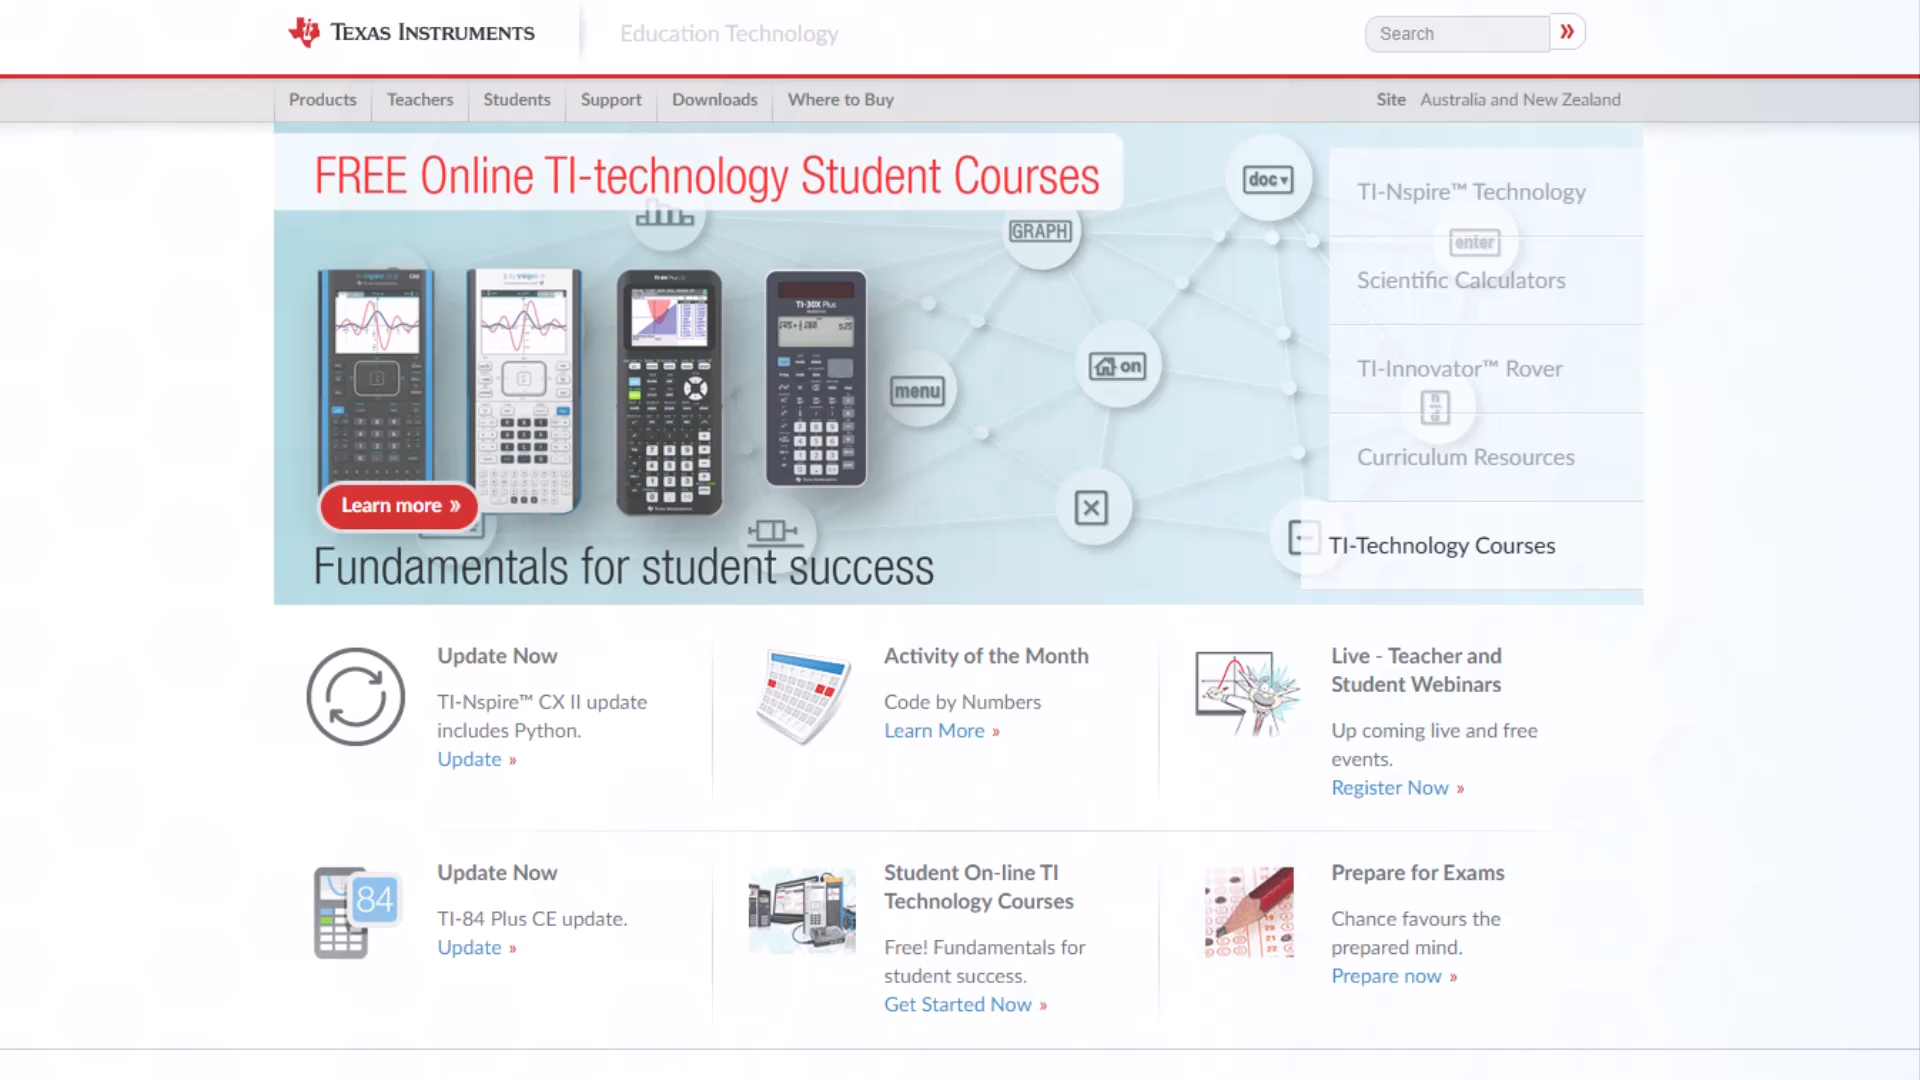 TEXAS INSTRUMENTS
Education Technology
Search
Products
Teachers
Students
Support
Downloads
Where to Buy
Site Australia and New Zealand
FREE Online TI-technology Student Courses
doc
GRAPH
enter
menu
on
TI-30X Plus
TI-Nspire™ Technology
Scientific Calculators
TI-Innovator™ Rover
Curriculum Resources
TI-Technology Courses
Learn more »
Fundamentals for student success
Update Now
TI-Nspire™ CX II update
includes Python.
Update »
Activity of the Month
Code by Numbers
Learn More »
Live - Teacher and
Student Webinars
Up coming live and free
events.
Register Now »
84
Update Now
TI-84 Plus CE update.
Update »
Student On-line TI
Technology Courses
Free! Fundamentals for
student success.
Get Started Now »
Prepare for Exams
Chance favours the
prepared mind.
Prepare now »